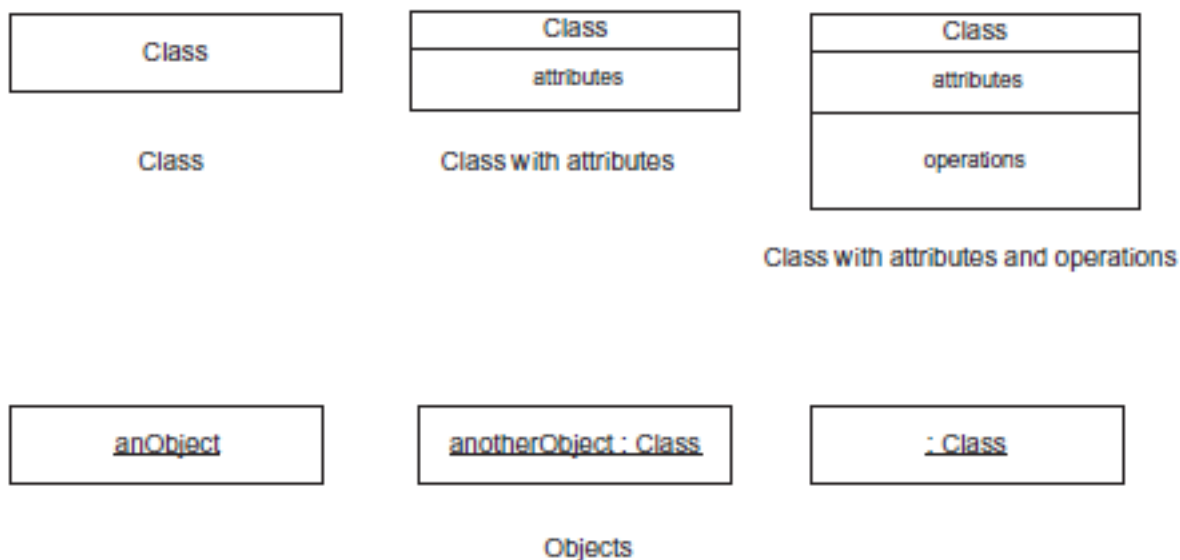 Class
Class
attributes
Class
attributes
operations
Class
Class with attributes
Class with attributes and operations
anObject
anotherObject : Class
: Class
Objects